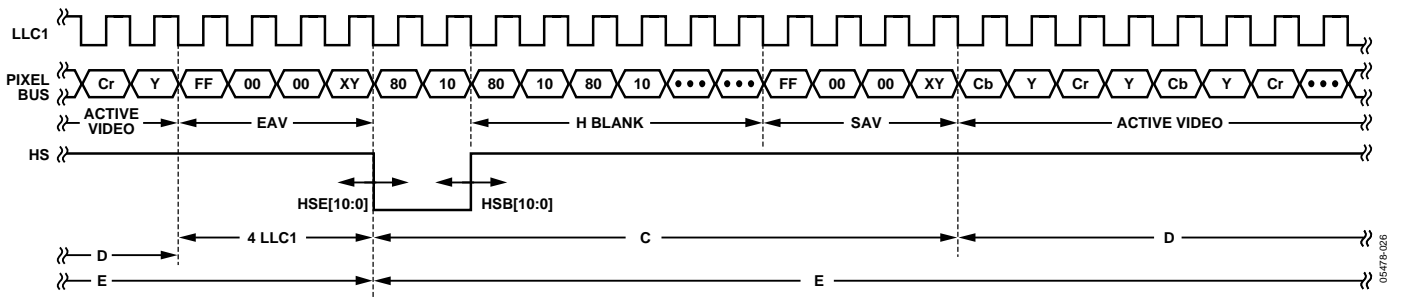 LLC1
PIXEL BUS
Cr Y FF 00 00 XY 80 10 80 10 80 10 ••• ••• FF 00 00 XY Cb Y Cr Y Cb Y Cr •••
ACTIVE VIDEO EAV H BLANK SAV ACTIVE VIDEO
HS
HSE[10:0] HSB[10:0]
4 LLC1 C D
D
E E
05478-026